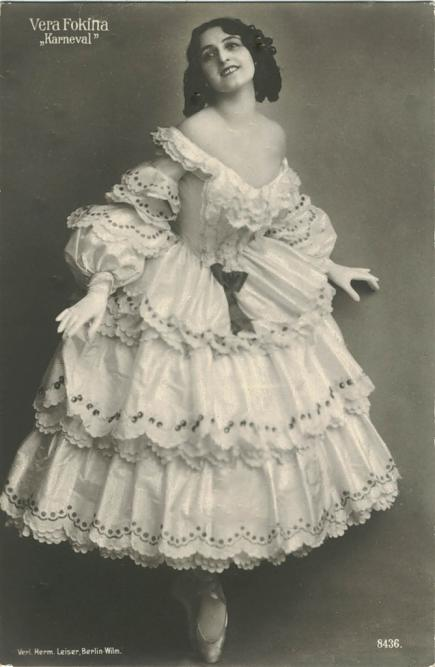 Vera Fokina
„Karneval”
Verl. Herm. Leiser, Berlin-Wilm.
8436.